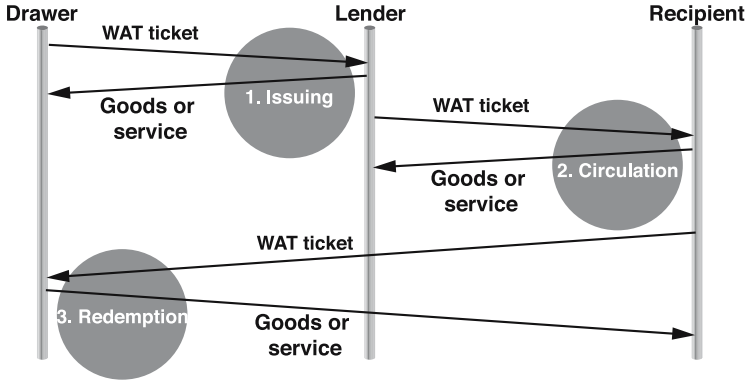 Drawer
Lender
Recipient
WAT ticket
1. Issuing
Goods or
service
WAT ticket
2. Circulation
Goods or
service
WAT ticket
3. Redemption
Goods or
service